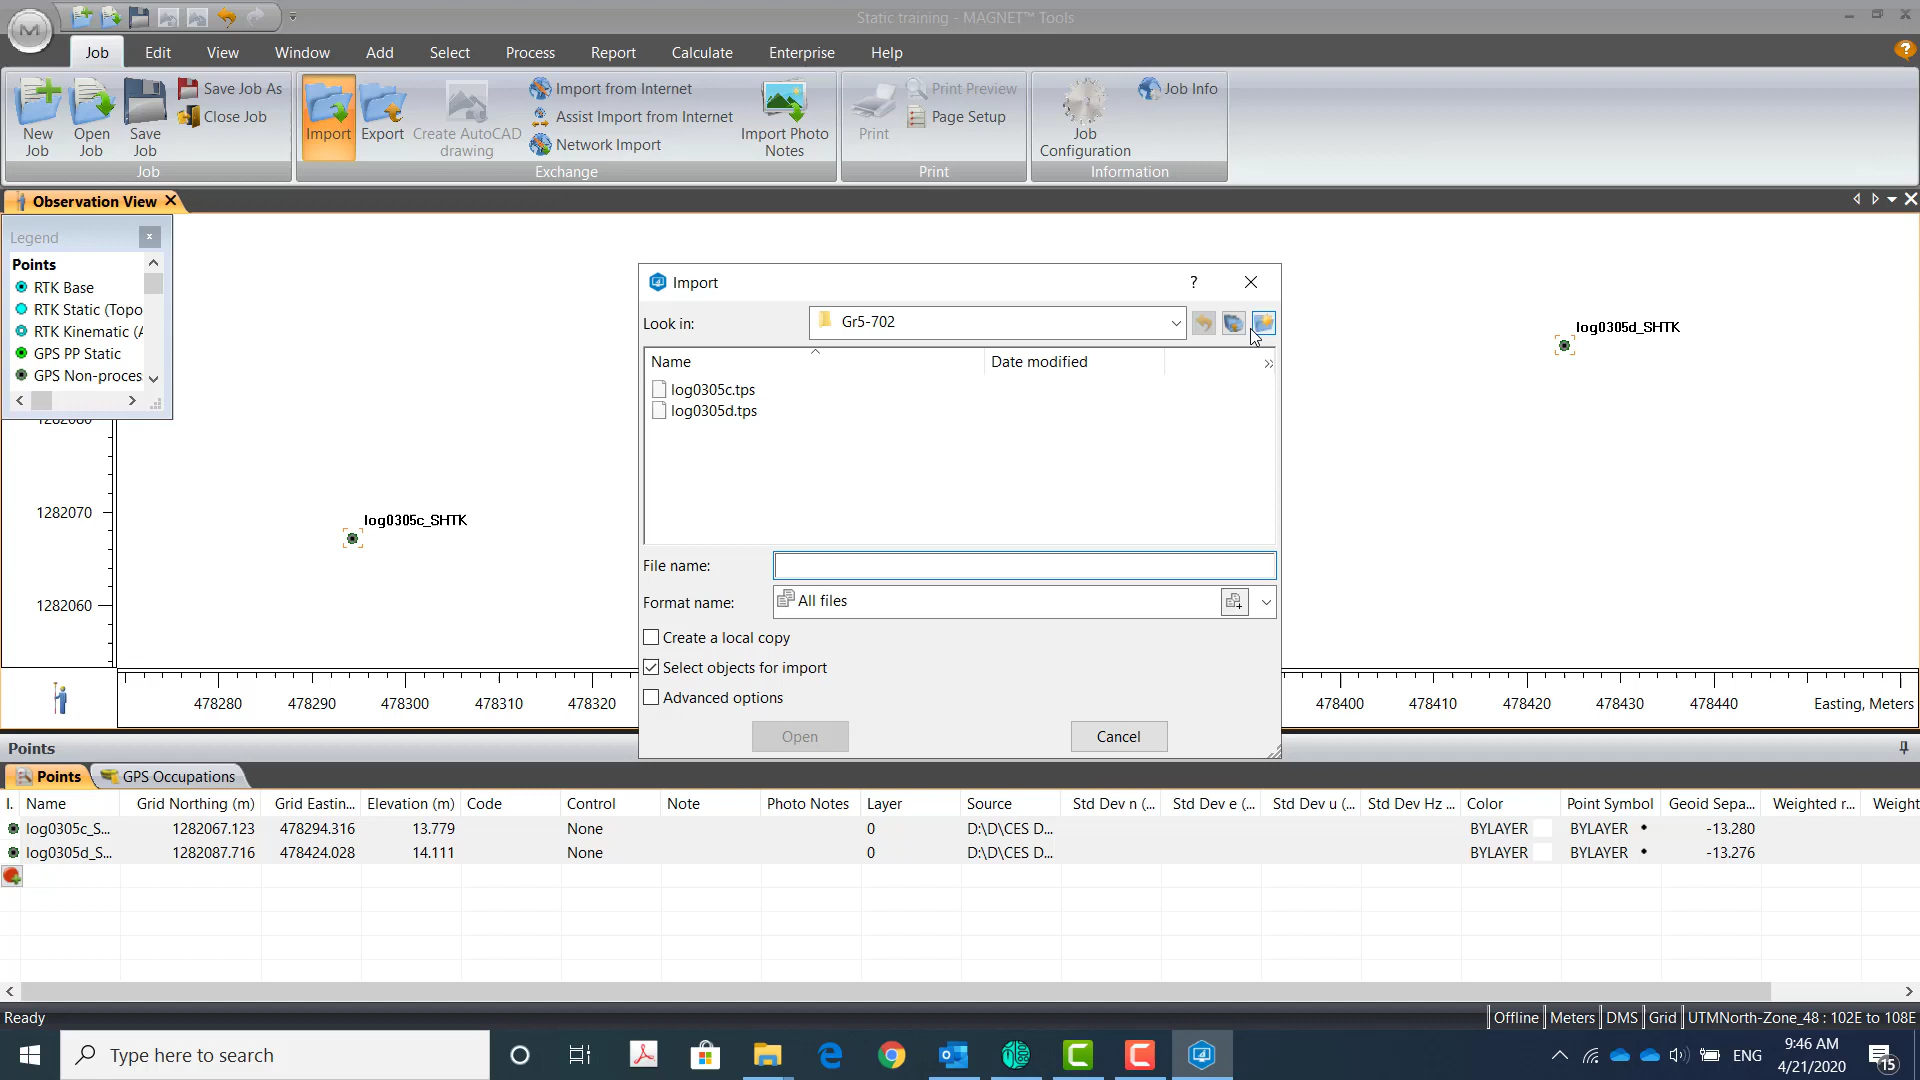 Static training - MAGNET™ Tools
Job Edit View Window Add Select Process Report Calculate Enterprise Help
New Job
Open Job
Save Job
Save Job As
Close Job
Job
Import
Export
Create AutoCAD drawing
Import from Internet
Assist Import from Internet
Network Import
Import Photo Notes
Exchange
Print
Print Preview
Page Setup
Print
Job Configuration
Job Info
Information
Observation View
Legend
Points
RTK Base
RTK Static (Topo
RTK Kinematic (A
GPS PP Static
GPS Non-proces
1282070
1282060
log0305c_SHTK
log0305d_SHTK
478280 478290 478300 478310 478320 478400 478410 478420 478430 478440 Easting, Meters
Import
?
Look in:
Gr5-702
Name Date modified
log0305c.tps
log0305d.tps
File name:
Format name: All files
Create a local copy
Select objects for import
Advanced options
Open Cancel
Points
Points GPS Occupations
I. Name Grid Northing (m) Grid Eastin... Elevation (m) Code Control Note Photo Notes Layer Source Std Dev n (... Std Dev e (... Std Dev u (... Std Dev Hz ... Color Point Symbol Geoid Sepa... Weighted r... Weight
log0305c_S... 1282067.123 478294.316 13.779 None 0 D:\D\CES D... BYLAYER BYLAYER -13.280
log0305d_S... 1282087.716 478424.028 14.111 None 0 D:\D\CES D... BYLAYER BYLAYER -13.276
Ready
Offline Meters DMS Grid UTMNorth-Zone_48 : 102E to 108E
Type here to search
ENG
9:46 AM
4/21/2020
15